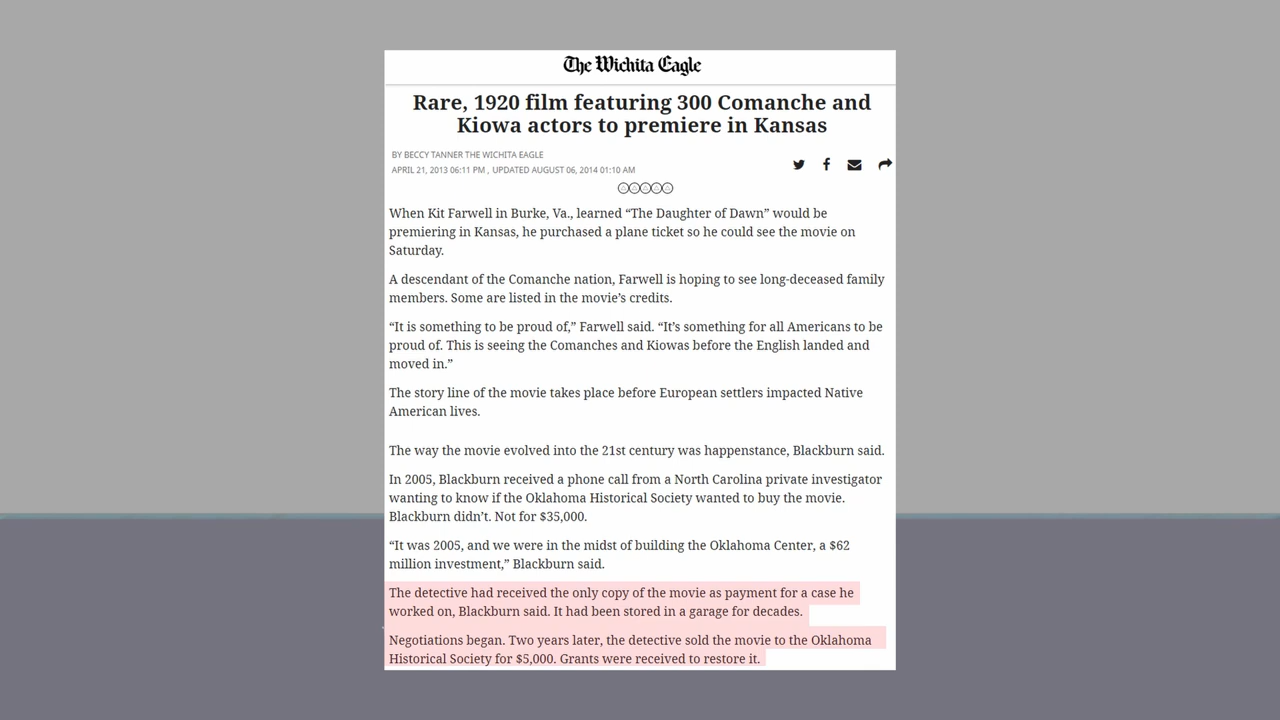 The Wichita Eagle
Rare, 1920 film featuring 300 Comanche and
Kiowa actors to premiere in Kansas
BY BECCY TANNER THE WICHITA EAGLE
APRIL 21, 2013 06:11 PM , UPDATED AUGUST 06, 2014 01:10 AM
When Kit Farwell in Burke, Va., learned “The Daughter of Dawn” would be
premiering in Kansas, he purchased a plane ticket so he could see the movie on
Saturday.
A descendant of the Comanche nation, Farwell is hoping to see long-deceased family
members. Some are listed in the movie’s credits.
“It is something to be proud of,” Farwell said. “It’s something for all Americans to be
proud of. This is seeing the Comanches and Kiowas before the English landed and
moved in.”
The story line of the movie takes place before European settlers impacted Native
American lives.
The way the movie evolved into the 21st century was happenstance, Blackburn said.
In 2005, Blackburn received a phone call from a North Carolina private investigator
wanting to know if the Oklahoma Historical Society wanted to buy the movie.
Blackburn didn’t. Not for $35,000.
“It was 2005, and we were in the midst of building the Oklahoma Center, a $62
million investment,” Blackburn said.
The detective had received the only copy of the movie as payment for a case he
worked on, Blackburn said. It had been stored in a garage for decades.
Negotiations began. Two years later, the detective sold the movie to the Oklahoma
Historical Society for $5,000. Grants were received to restore it.